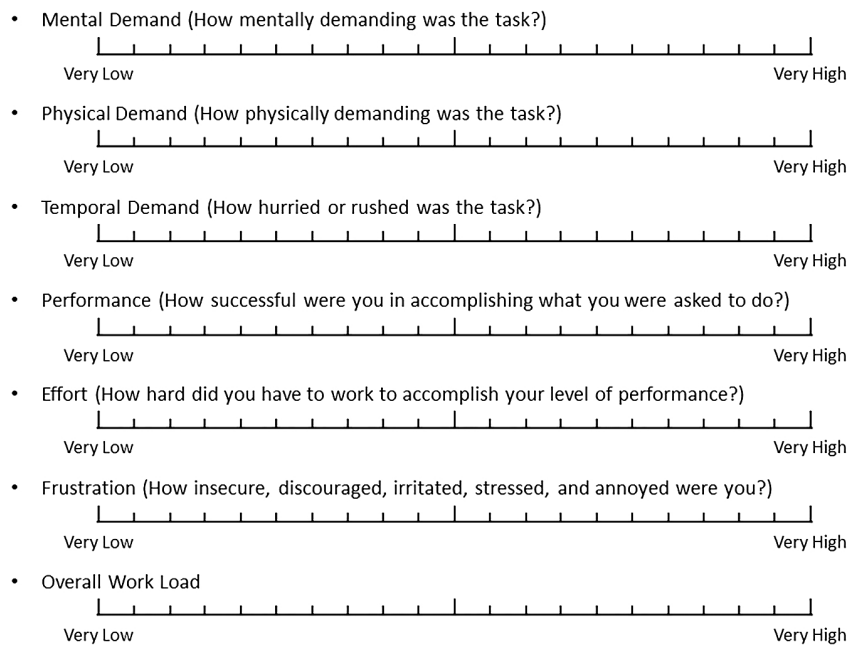 • Mental Demand (How mentally demanding was the task?)
Very Low Very High
• Physical Demand (How physically demanding was the task?)
Very Low Very High
• Temporal Demand (How hurried or rushed was the task?)
Very Low Very High
• Performance (How successful were you in accomplishing what you were asked to do?)
Very Low Very High
• Effort (How hard did you have to work to accomplish your level of performance?)
Very Low Very High
• Frustration (How insecure, discouraged, irritated, stressed, and annoyed were you?)
Very Low Very High
• Overall Work Load
Very Low Very High